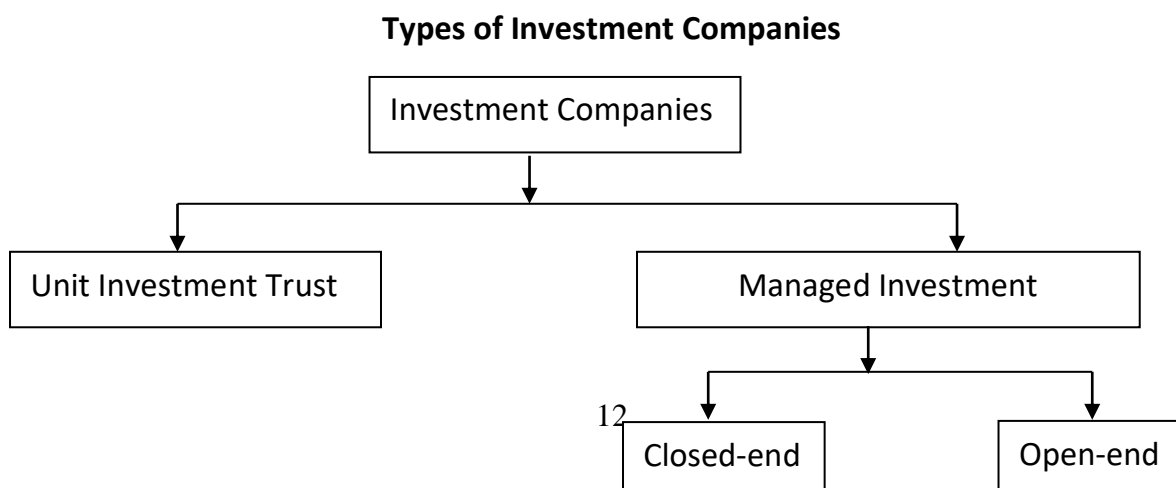 Types of Investment Companies
Investment Companies
Unit Investment Trust
Managed Investment
12
Closed-end
Open-end